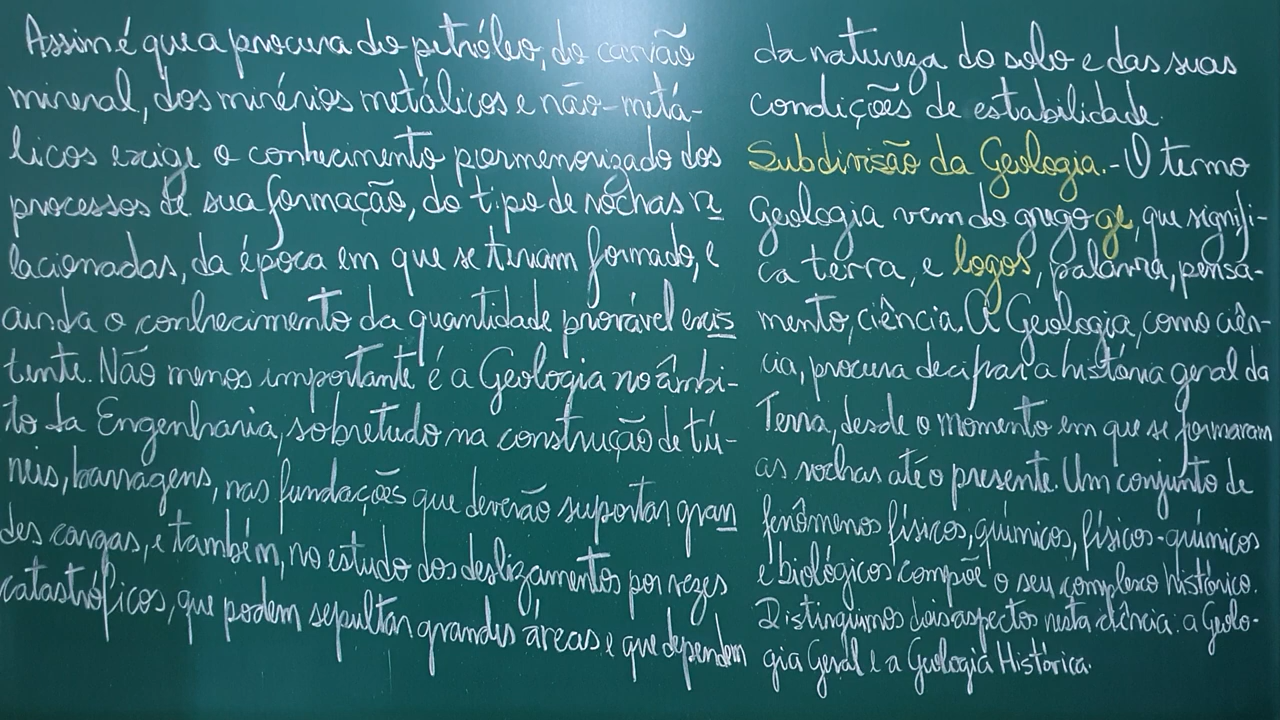 Assim é que a procura do petróleo, do carvão
mineral, dos minérios metálicos e não-metá-
licos exige o conhecimento pormenorizado dos
processos de sua formação, do tipo de rochas re
lacionadas, da época em que se teriam formado, e
ainda o conhecimento da quantidade provável exis
tente. Não menos importante é a Geologia no âmbi-
to da Engenharia, sobretudo na construção de tú-
neis, barragens, nas fundações que deverão suportar gran
des cargas, e também, no estudo dos deslizamentos por vezes
catastróficos, que podem sepultar grandes áreas e que dependem
da natureza do solo e das suas
condições de estabilidade.
Subdivisão da Geologia.- O termo
Geologia vem do grego ge, que signifi-
ca terra, e logos, palavra, pensa-
mento, ciência. A Geologia, como ciên-
cia, procura decifrar a história geral da
Terra, desde o momento em que se formaram
as rochas até o presente. Um conjunto de
fenômenos físicos, químicos, físico-químicos
e biológicos compõe o seu complexo histórico.
Distinguimos dois aspectos nesta ciência: a Geolo-
gia Geral e a Geologia Histórica.